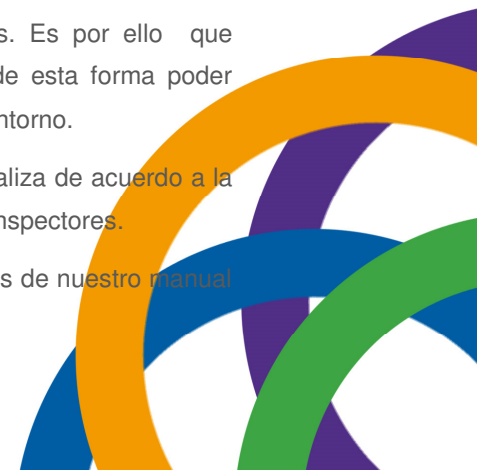 s. Es por ello que
de esta forma poder
ntorno.
aliza de acuerdo a la
nspectores.
s de nuestro manual